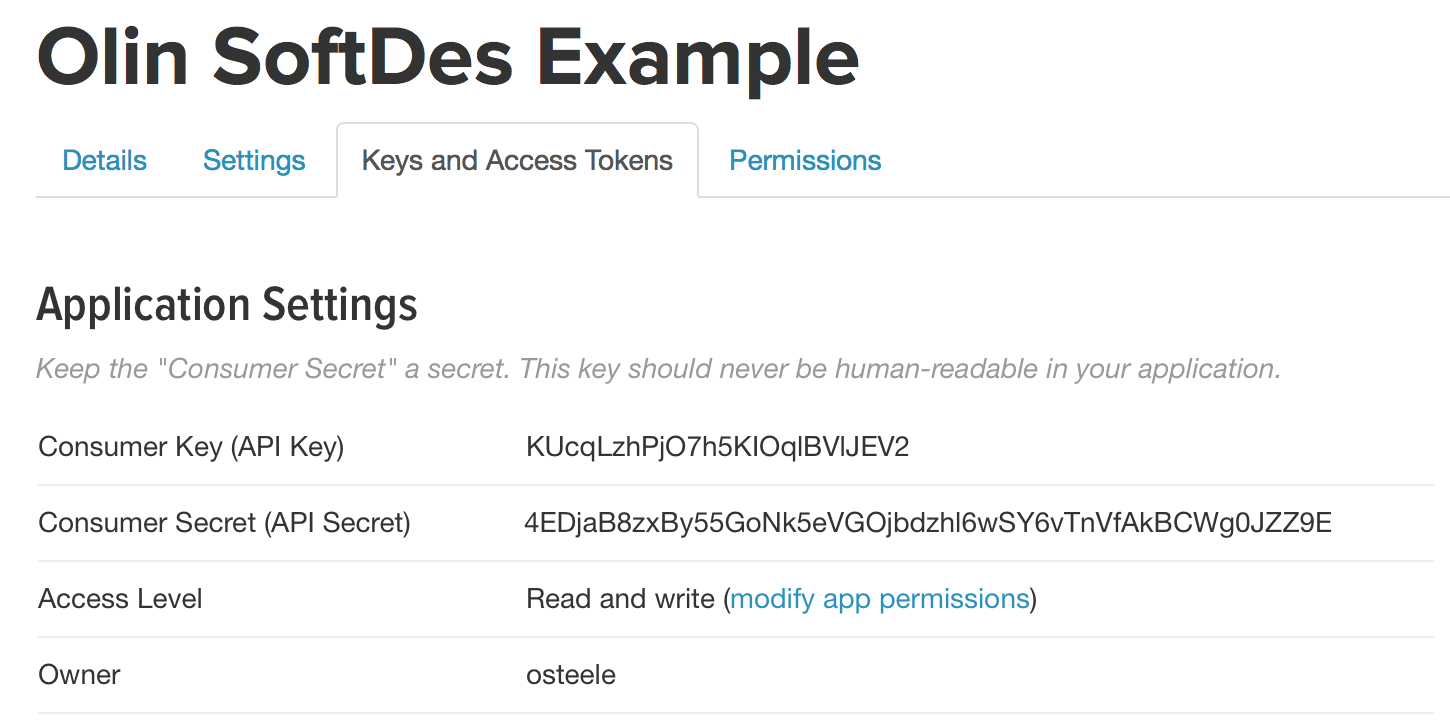 Olin SoftDes Example
Details Settings Keys and Access Tokens Permissions
Application Settings
Keep the "Consumer Secret" a secret. This key should never be human-readable in your application.
Consumer Key (API Key) KUcqLzhPjO7h5KIOqlBVlJEV2
Consumer Secret (API Secret) 4EDjaB8zxBy55GoNk5eVGOjbdzhl6wSY6vTnVfAkBCWg0JZZ9E
Access Level Read and write (modify app permissions)
Owner osteele